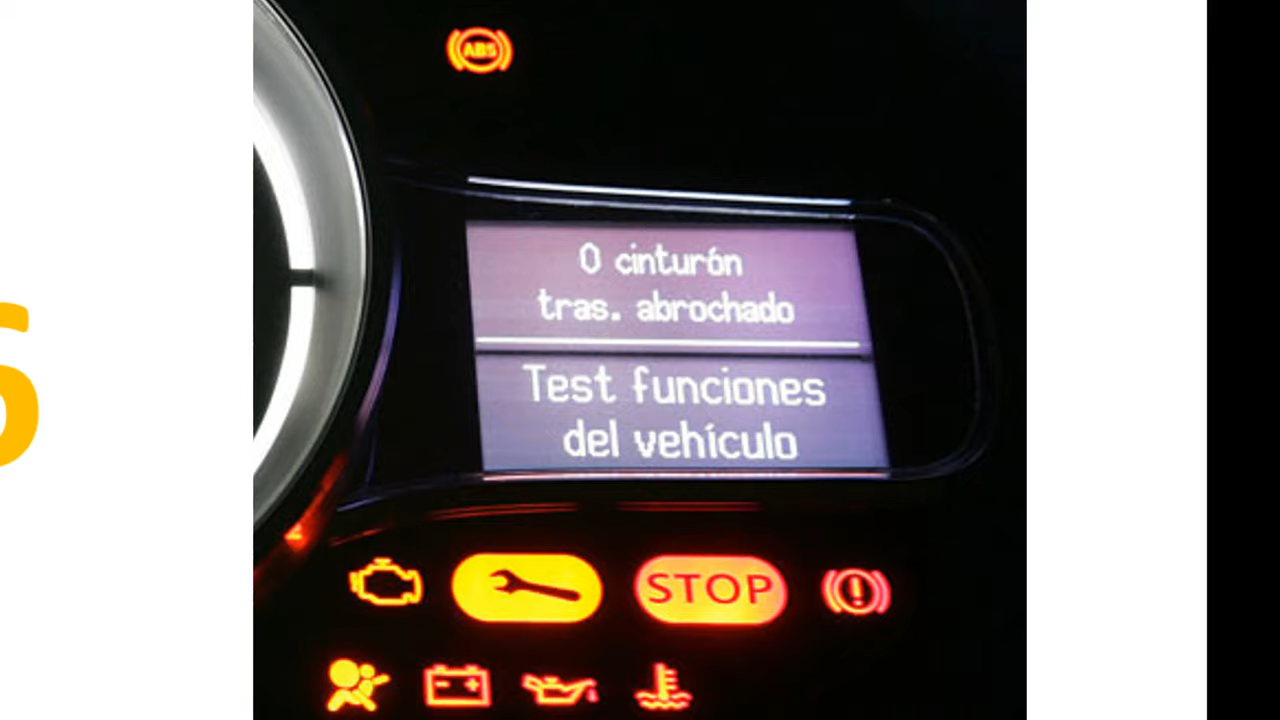 ABS
0 cinturón
tras. abrochado
Test funciones
del vehículo
STOP